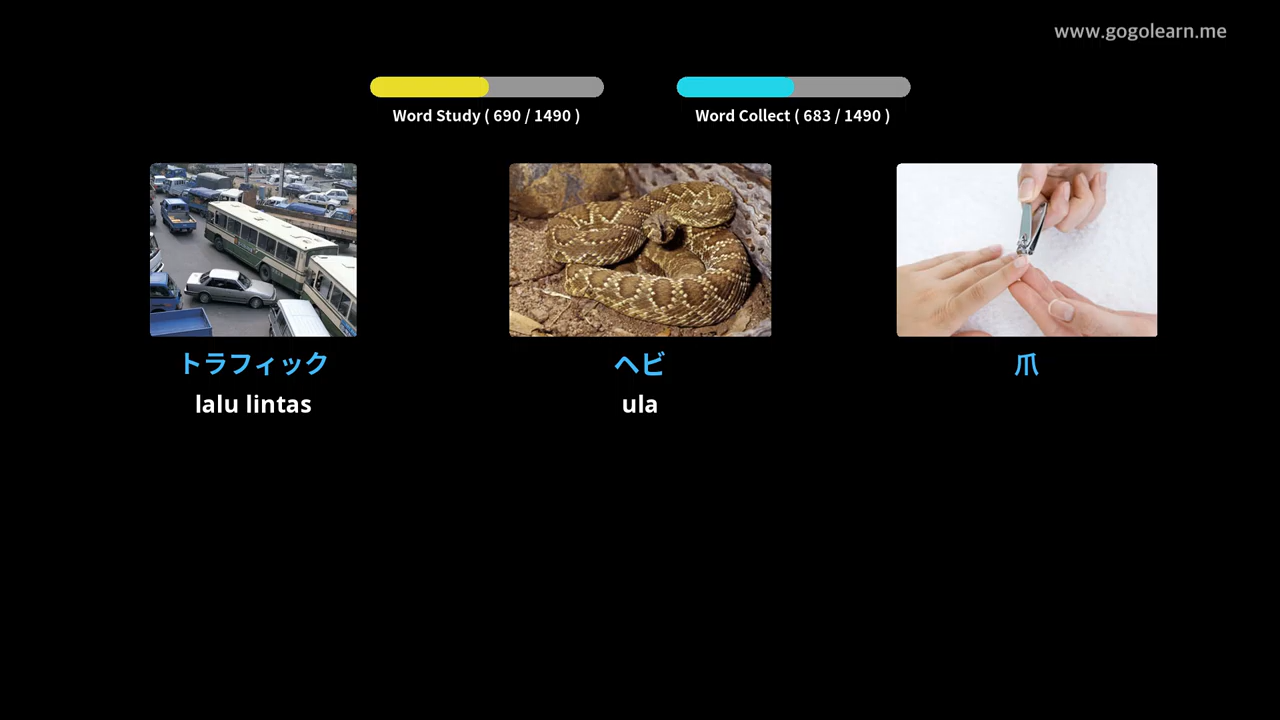 www.gogolearn.me
Word Study ( 690 / 1490 )
Word Collect ( 683 / 1490 )
トラフィック
ヘビ
爪
lalu lintas
ula